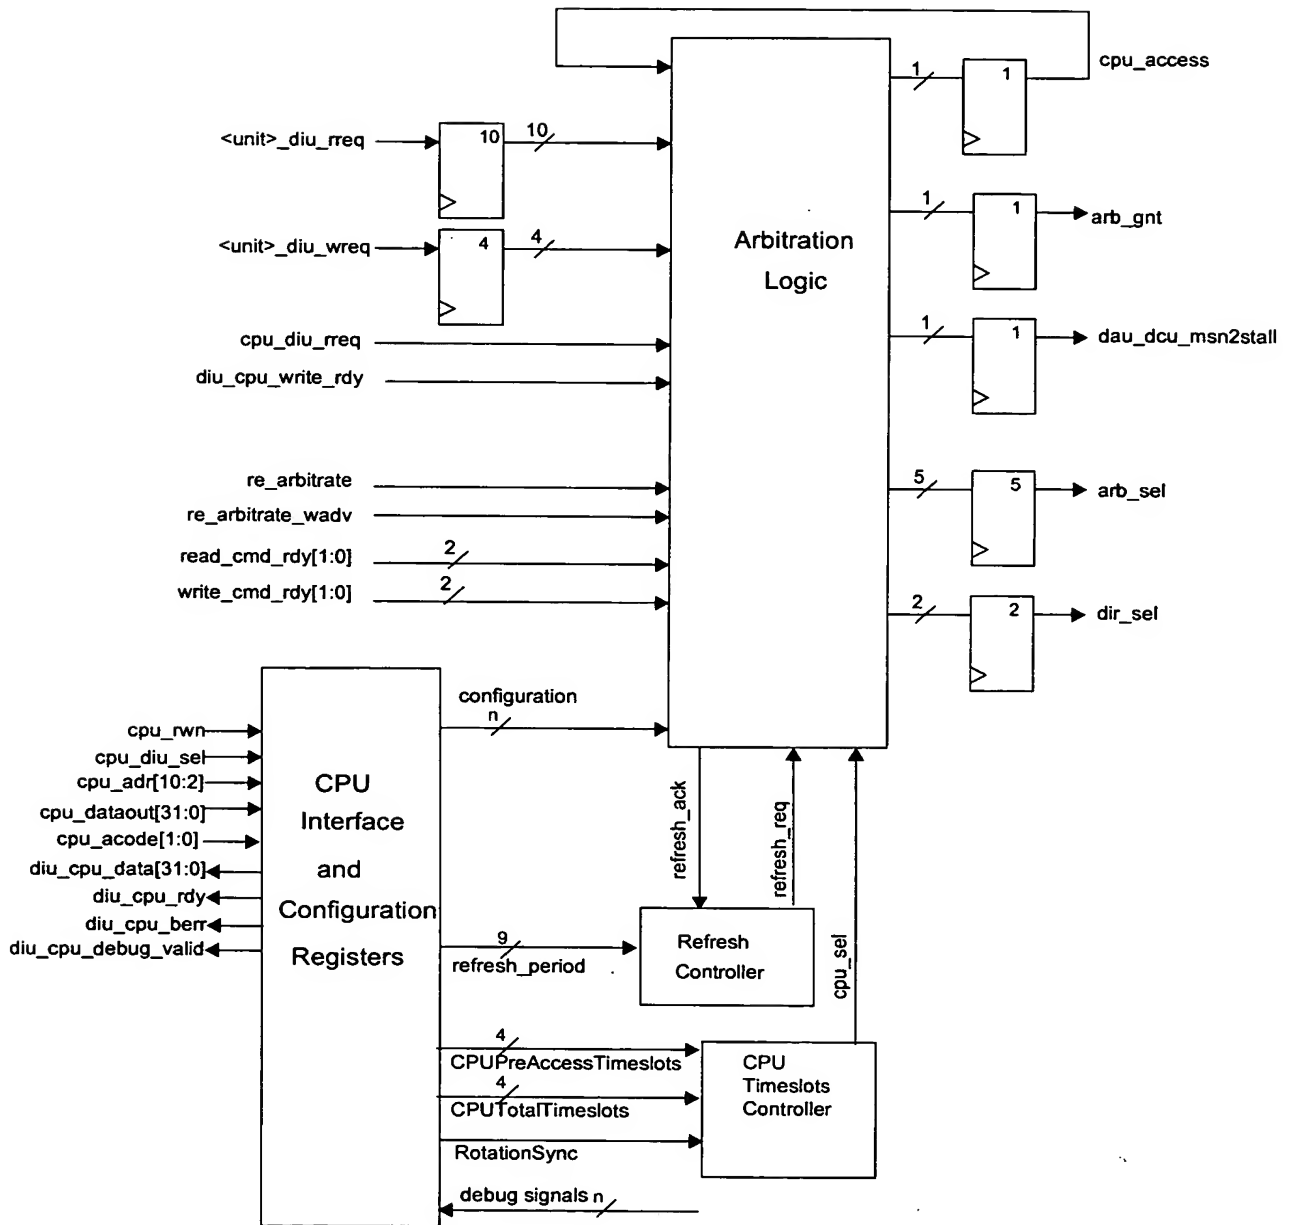 cpu_access
1
1
<unit>_diu_rreq
10
10
<unit>_diu_wreq
4
4
Arbitration
Logic
1
1
arb_gnt
1
1
dau_dcu_msn2stall
cpu_diu_rreq
diu_cpu_write_rdy
re_arbitrate
re_arbitrate_wadv
read_cmd_rdy[1:0]
2
write_cmd_rdy[1:0]
2
5
5
arb_sel
2
2
dir_sel
configuration
n
cpu_rwn
cpu_diu_sel
cpu_adr[10:2]
cpu_dataout[31:0]
cpu_acode[1:0]
diu_cpu_data[31:0]
diu_cpu_rdy
diu_cpu_berr
diu_cpu_debug_valid
CPU
Interface
and
Configuration
Registers
refresh_ack
refresh_req
cpu_sel
9
refresh_period
Refresh
Controller
4
CPUPreAccessTimeslots
4
CPUTotalTimeslots
RotationSync
CPU
Timeslots
Controller
debug signals n